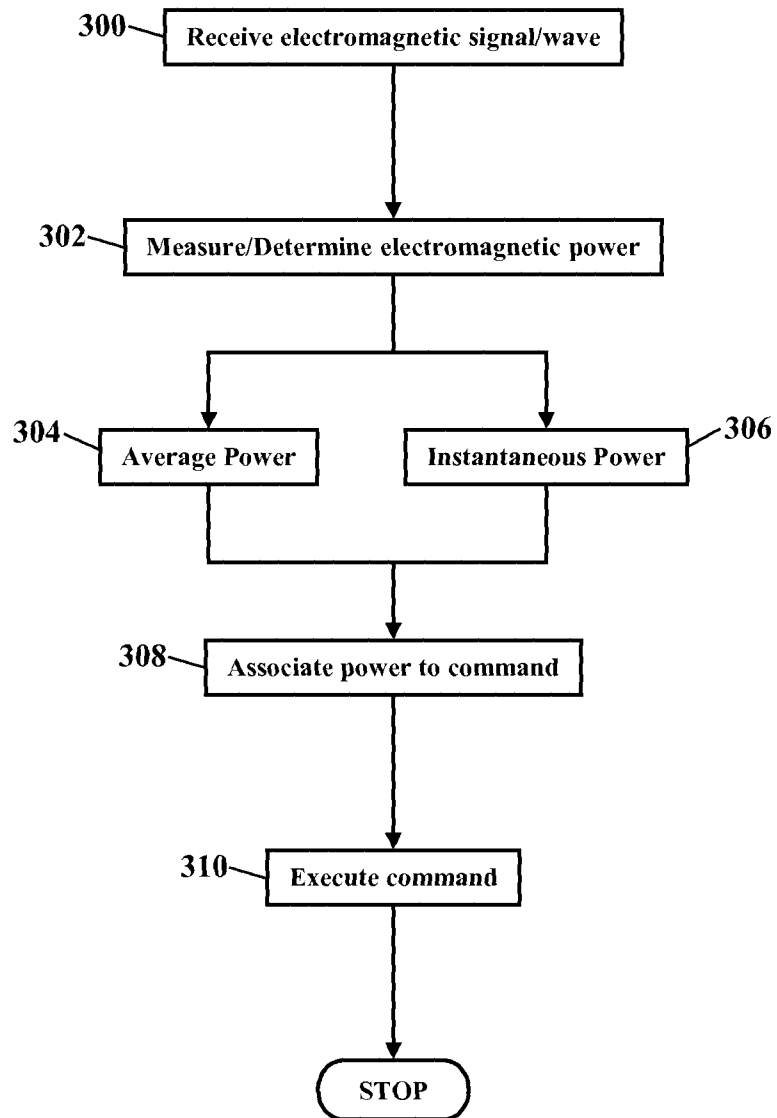 300
Receive electromagnetic signal/wave
302
Measure/Determine electromagnetic power
304
Average Power
Instantaneous Power
306
308
Associate power to command
310
Execute command
STOP